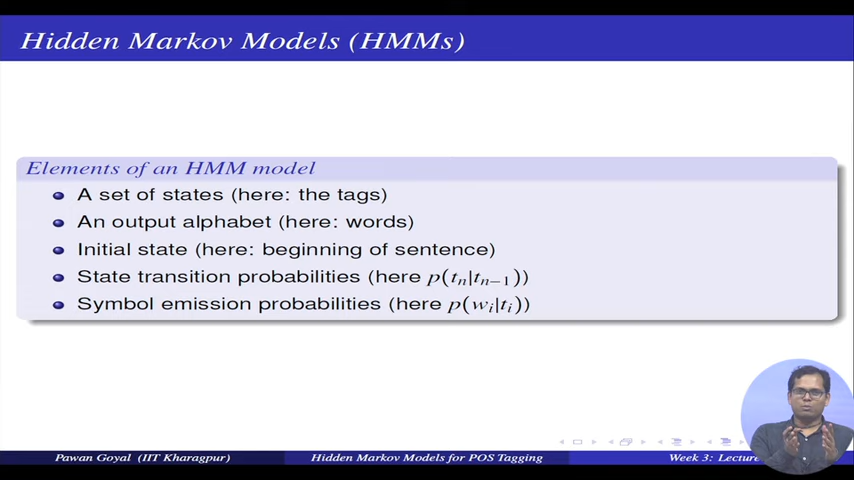 Hidden Markov Models (HMMs)
Elements of an HMM model
A set of states (here: the tags)
An output alphabet (here: words)
Initial state (here: beginning of sentence)
State transition probabilities (here p(tₙ|tₙ₋₁))
Symbol emission probabilities (here p(wᵢ|tᵢ))
Pawan Goyal (IIT Kharagpur) Hidden Markov Models for POS Tagging Week 3: Lecture